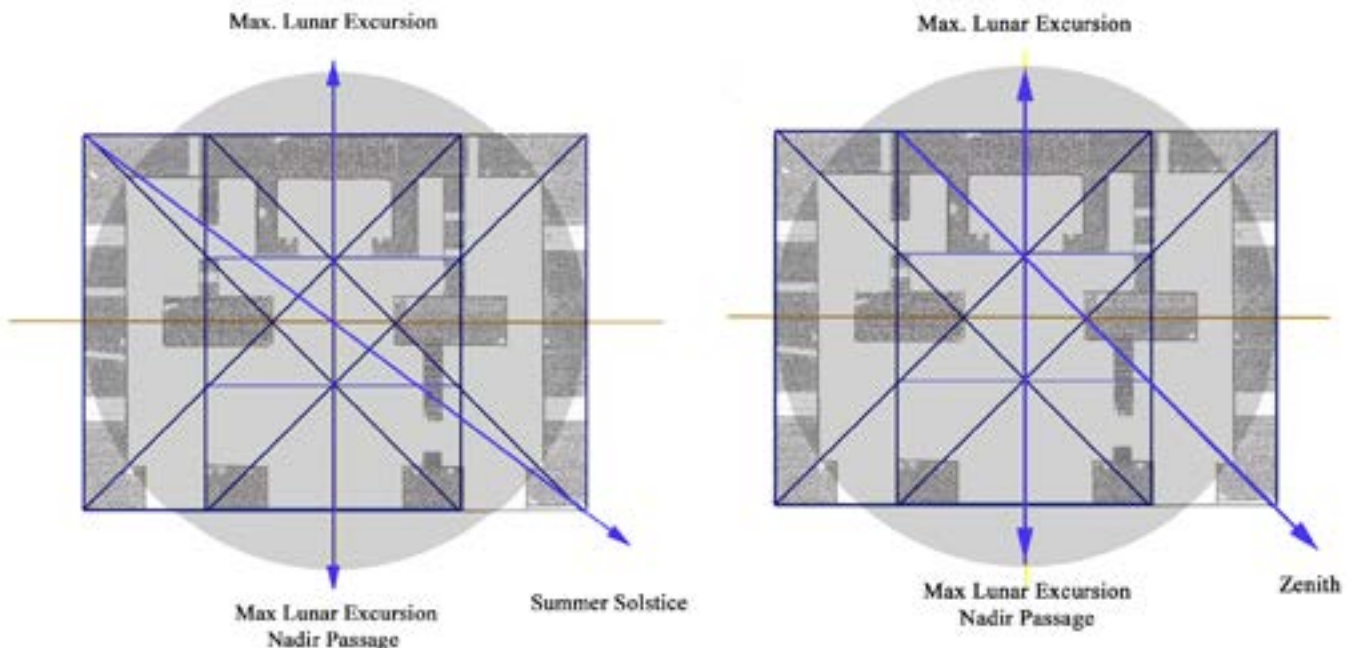 Max. Lunar Excursion
Max Lunar Excursion
Nadir Passage
Summer Solstice
Max. Lunar Excursion
Max Lunar Excursion
Nadir Passage
Zenith